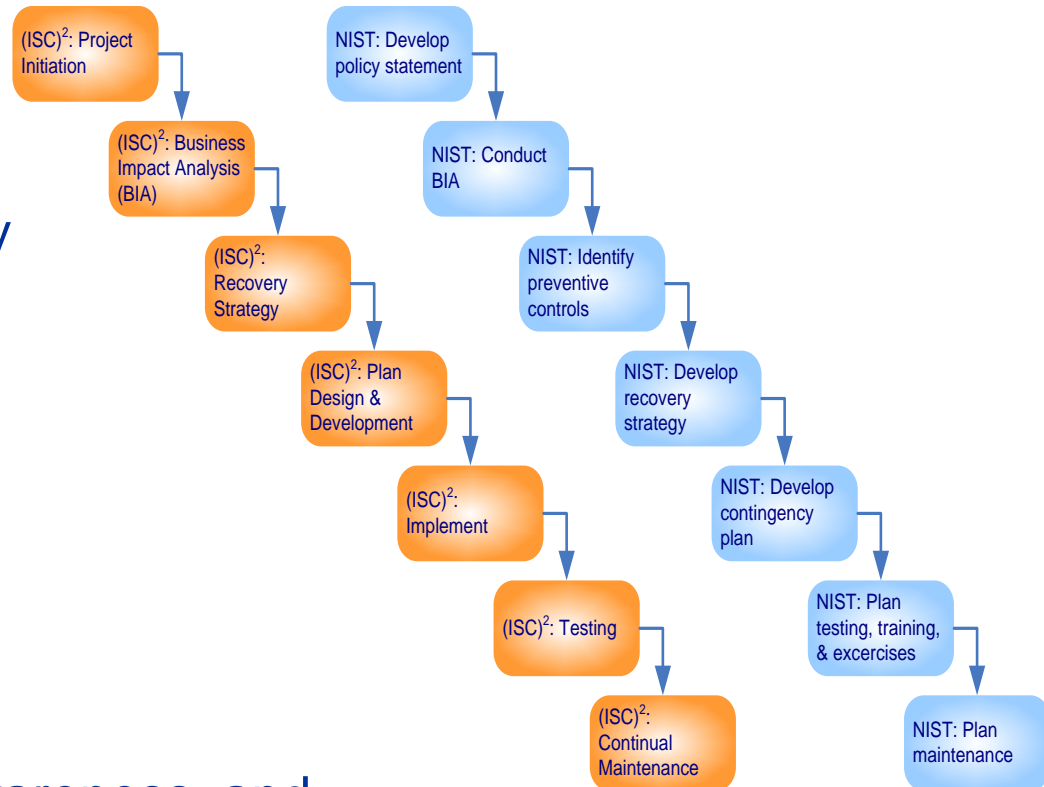 (ISC)²: Project
Initiation
NIST: Develop
policy statement
(ISC)²: Business
Impact Analysis
(BIA)
NIST: Conduct
BIA
(ISC)²:
Recovery
Strategy
NIST: Identify
preventive
controls
(ISC)²: Plan
Design &
Development
NIST: Develop
recovery
strategy
(ISC)²:
Implement
NIST: Develop
contingency
plan
(ISC)²: Testing
NIST: Plan
testing, training,
& excercises
(ISC)²:
Continual
Maintenance
NIST: Plan
maintenance